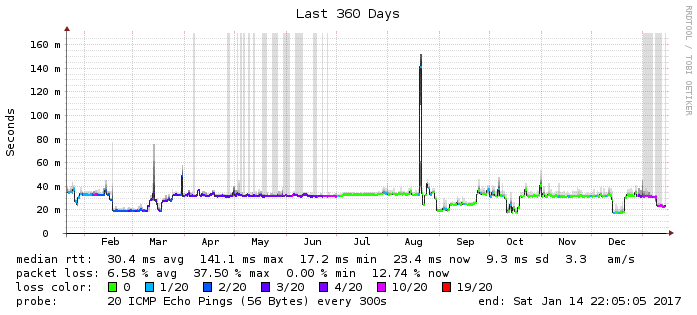 Last 360 Days
RRDTOOL / TOBI OETIKER
Seconds
160 m
140 m
120 m
100 m
80 m
60 m
40 m
20 m
0
Feb Mar Apr May Jun Jul Aug Sep Oct Nov Dec
median rtt: 30.4 ms avg 141.1 ms max 17.2 ms min 23.4 ms now 9.3 ms sd 3.3 am/s
packet loss: 6.58 % avg 37.50 % max 0.00 % min 12.74 % now
loss color: 0 1/20 2/20 3/20 4/20 10/20 19/20
probe: 20 ICMP Echo Pings (56 Bytes) every 300s end: Sat Jan 14 22:05:05 2017